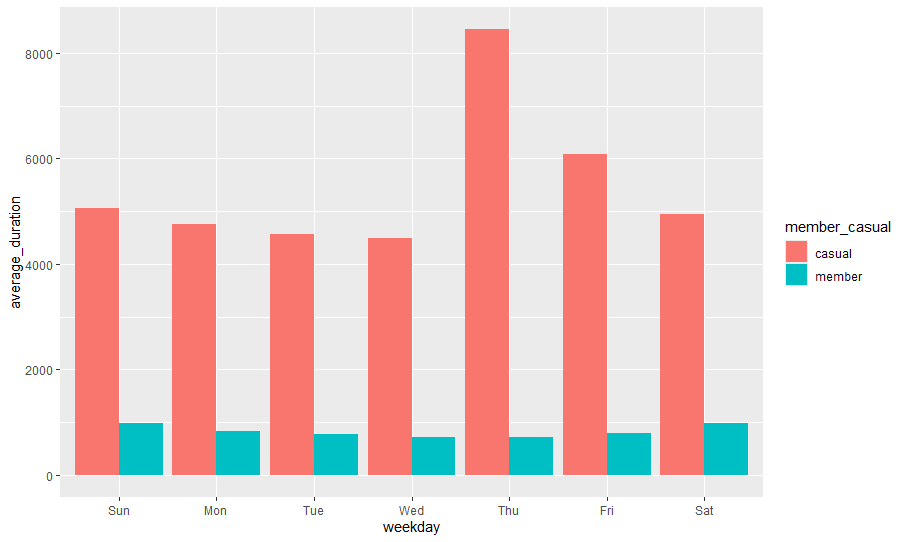 8000
6000
4000
2000
0
average_duration
Sun Mon Tue Wed Thu Fri Sat
weekday
member_casual
casual
member